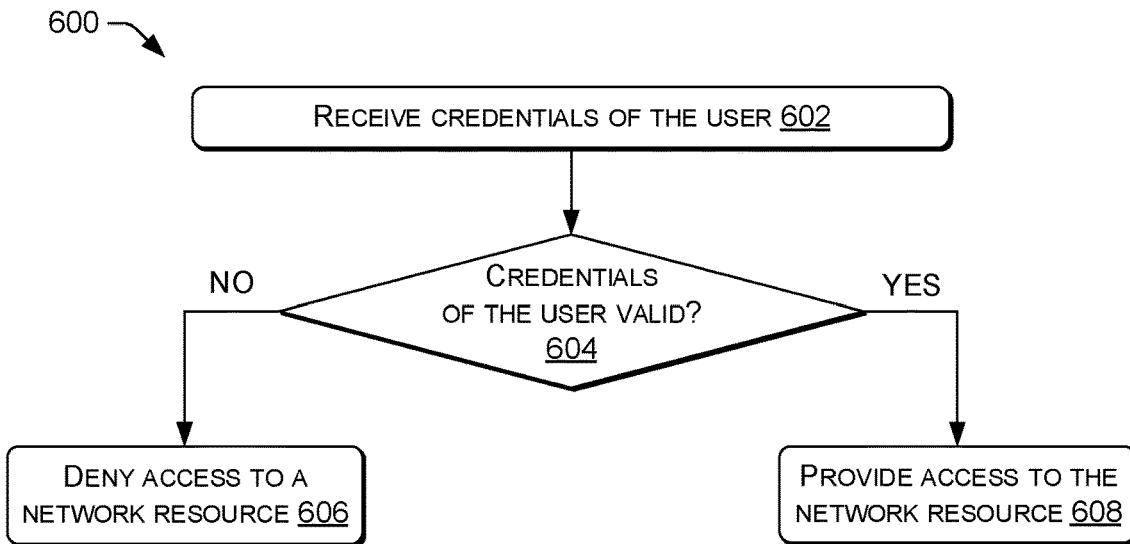 600
RECEIVE CREDENTIALS OF THE USER 602
CREDENTIALS
OF THE USER VALID?
604
NO
YES
DENY ACCESS TO A
NETWORK RESOURCE 606
PROVIDE ACCESS TO THE
NETWORK RESOURCE 608